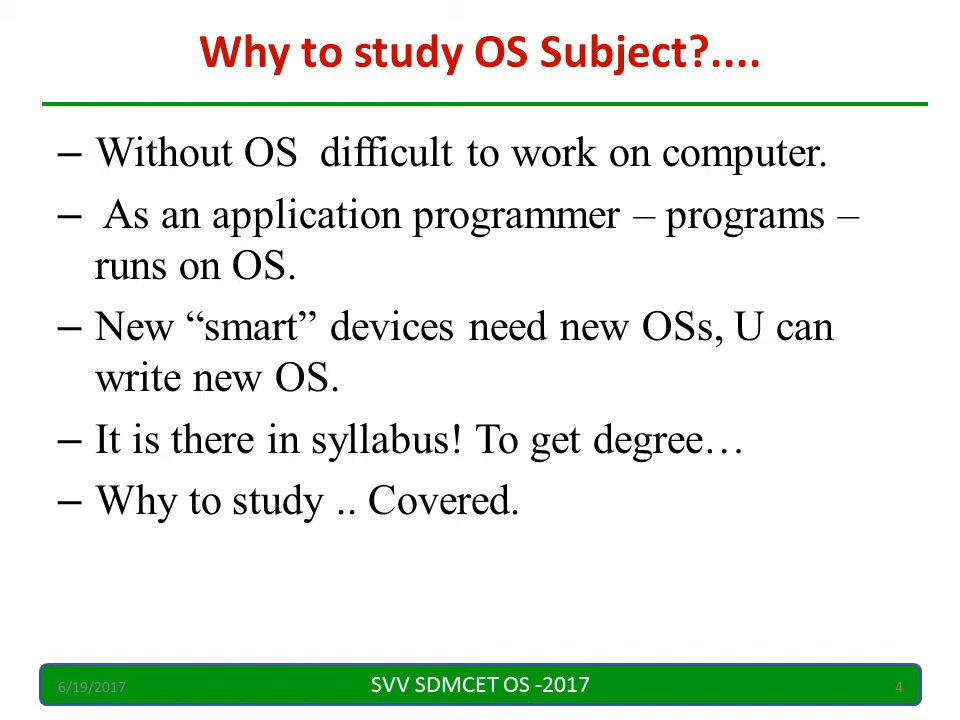 Why to study OS Subject?....
– Without OS  difficult to work on computer.
–  As an application programmer – programs –
runs on OS.
– New “smart” devices need new OSs, U can
write new OS.
– It is there in syllabus! To get degree…
– Why to study .. Covered.
6/19/2017
SVV SDMCET OS -2017
4